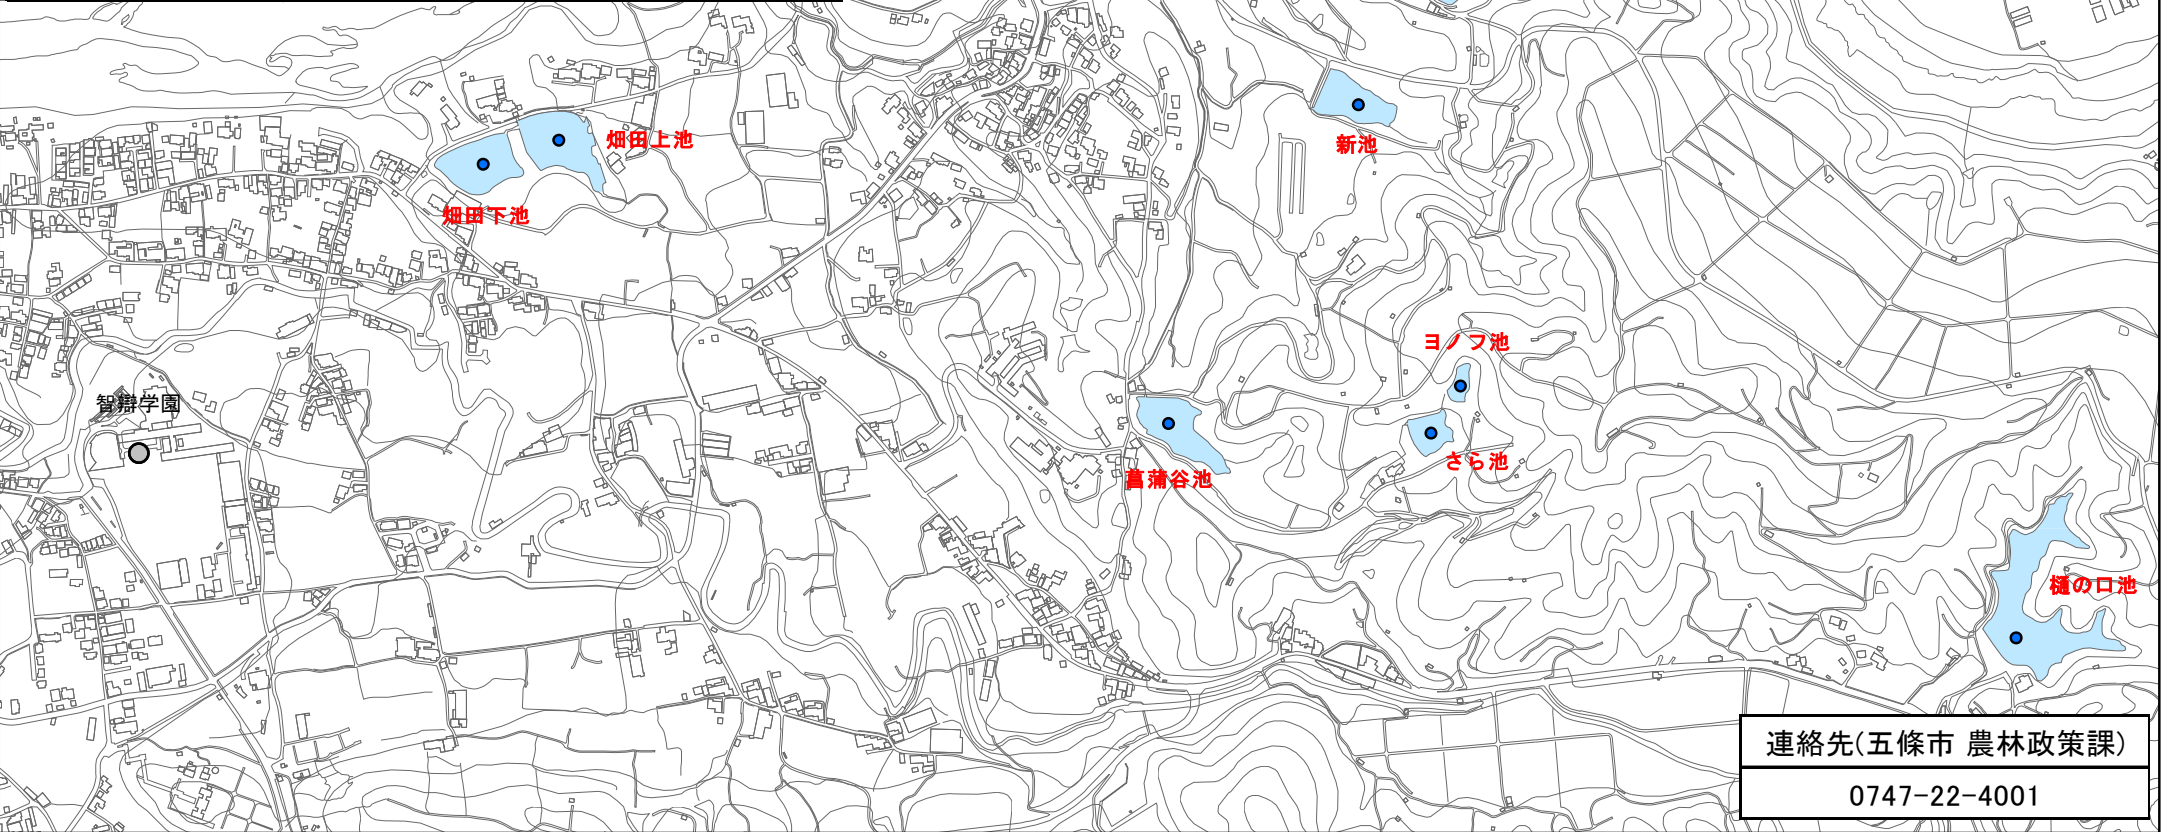 畑田上池
新池
畑田下池
ヨノフ池
智辯学園
さら池
菖蒲谷池
樋の口池
連絡先(五條市 農林政策課)
0747-22-4001